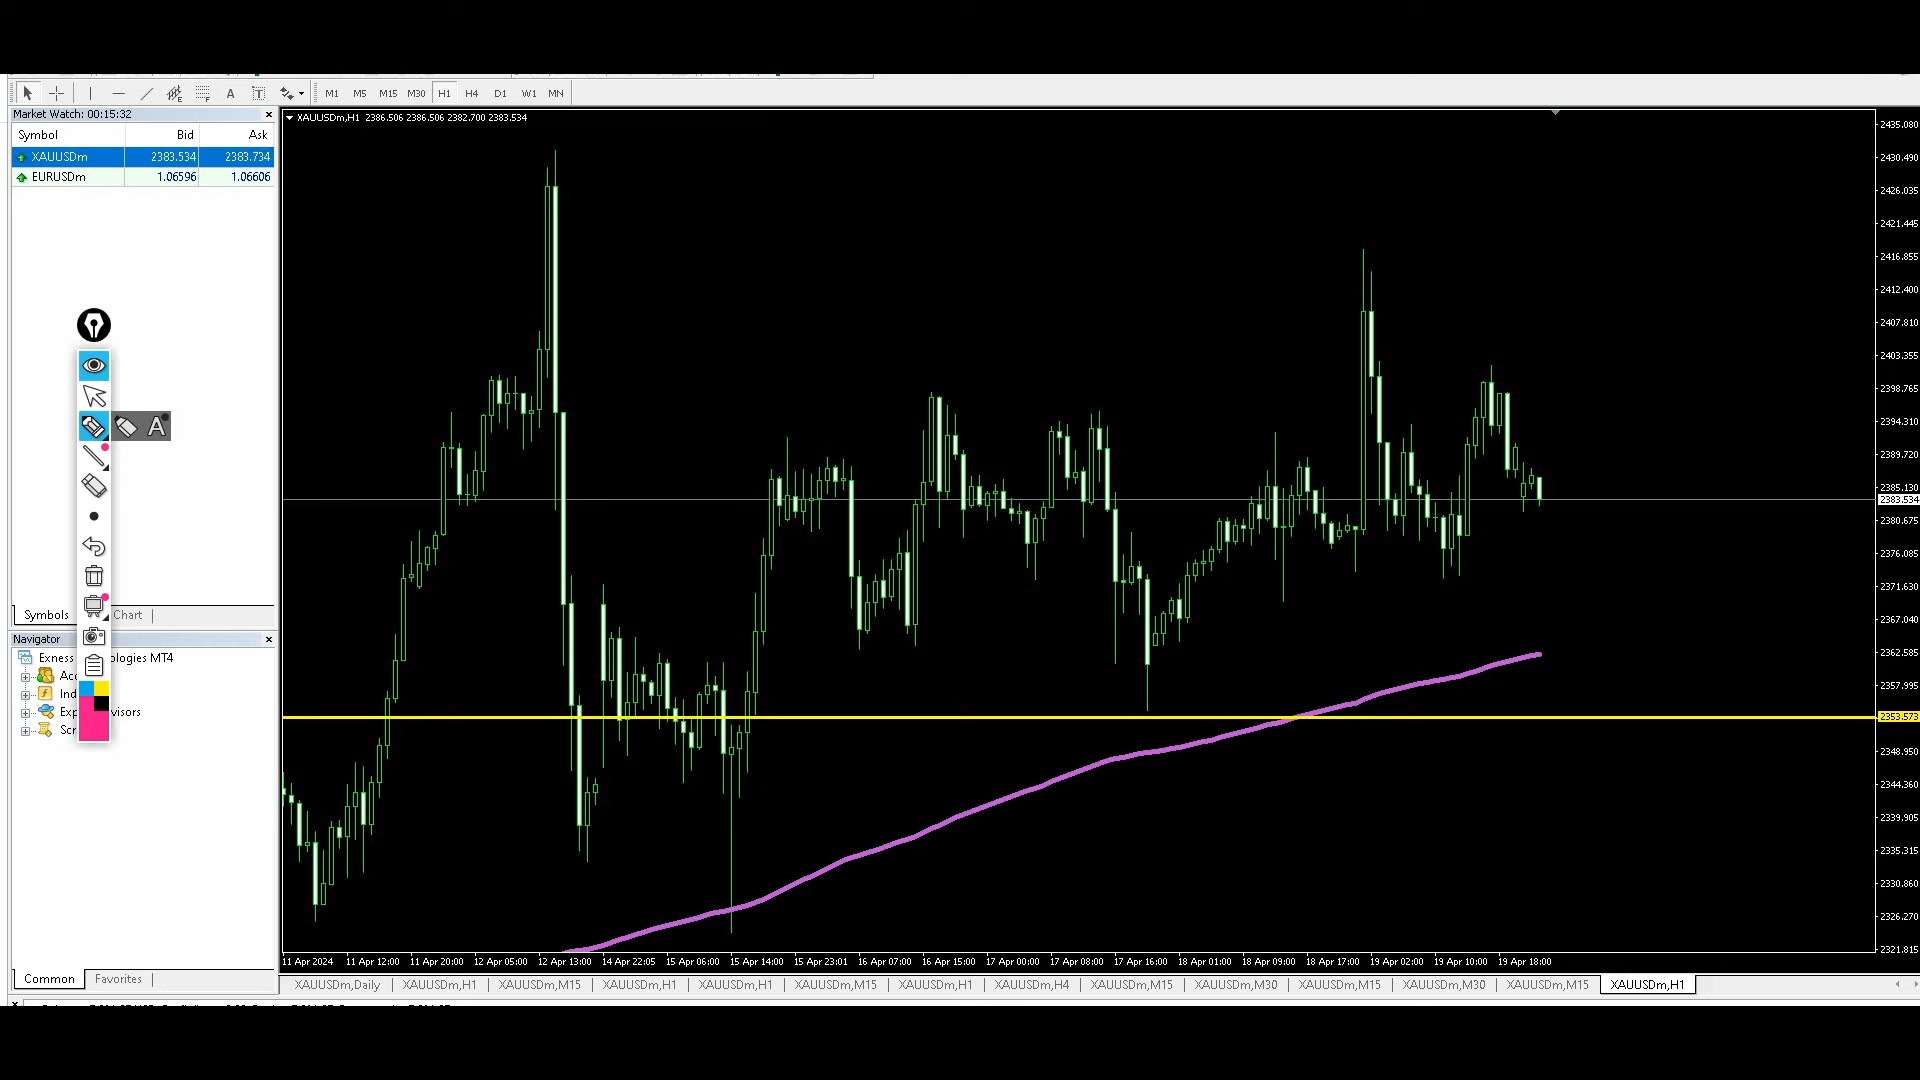 M1 M5 M15 M30 H1 H4 D1 W1 MN
Market Watch: 00:15:32
Symbol Bid Ask
XAUUSDm 2383.534 2383.734
EURUSDm 1.06596 1.06606
A
Symbols Chart
Navigator
Common Favorites
XAUUSDm,H1 2386.506 2386.506 2382.700 2383.534
2435.080
2430.490
2426.035
2421.445
2416.855
2412.400
2407.810
2403.355
2398.765
2394.310
2389.720
2385.130
2383.534
2380.675
2376.085
2371.630
2367.040
2362.585
2357.995
2353.573
2348.950
2344.360
2339.905
2335.315
2330.860
2326.270
2321.815
11 Apr 2024 11 Apr 12:00 11 Apr 20:00 12 Apr 05:00 12 Apr 13:00 14 Apr 22:05 15 Apr 06:00 15 Apr 14:00 15 Apr 23:01 16 Apr 07:00 16 Apr 15:00 17 Apr 00:00 17 Apr 08:00 17 Apr 16:00 18 Apr 01:00 18 Apr 09:00 18 Apr 17:00 19 Apr 02:00 19 Apr 10:00 19 Apr 18:00
XAUUSDm,Daily XAUUSDm,H1 XAUUSDm,M15 XAUUSDm,H1 XAUUSDm,H1 XAUUSDm,M15 XAUUSDm,H1 XAUUSDm,H4 XAUUSDm,M15 XAUUSDm,M30 XAUUSDm,M15 XAUUSDm,M30 XAUUSDm,M15 XAUUSDm,H1